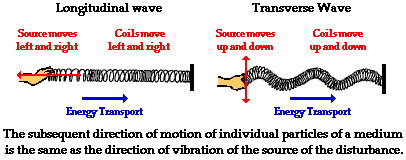 Longitudinal wave
Transverse Wave
Source moves
left and right
Coils move
left and right
Source moves
up and down
Coils move
up and down
Energy Transport
Energy Transport
The subsequent direction of motion of individual particles of a medium
is the same as the direction of vibration of the source of the disturbance.